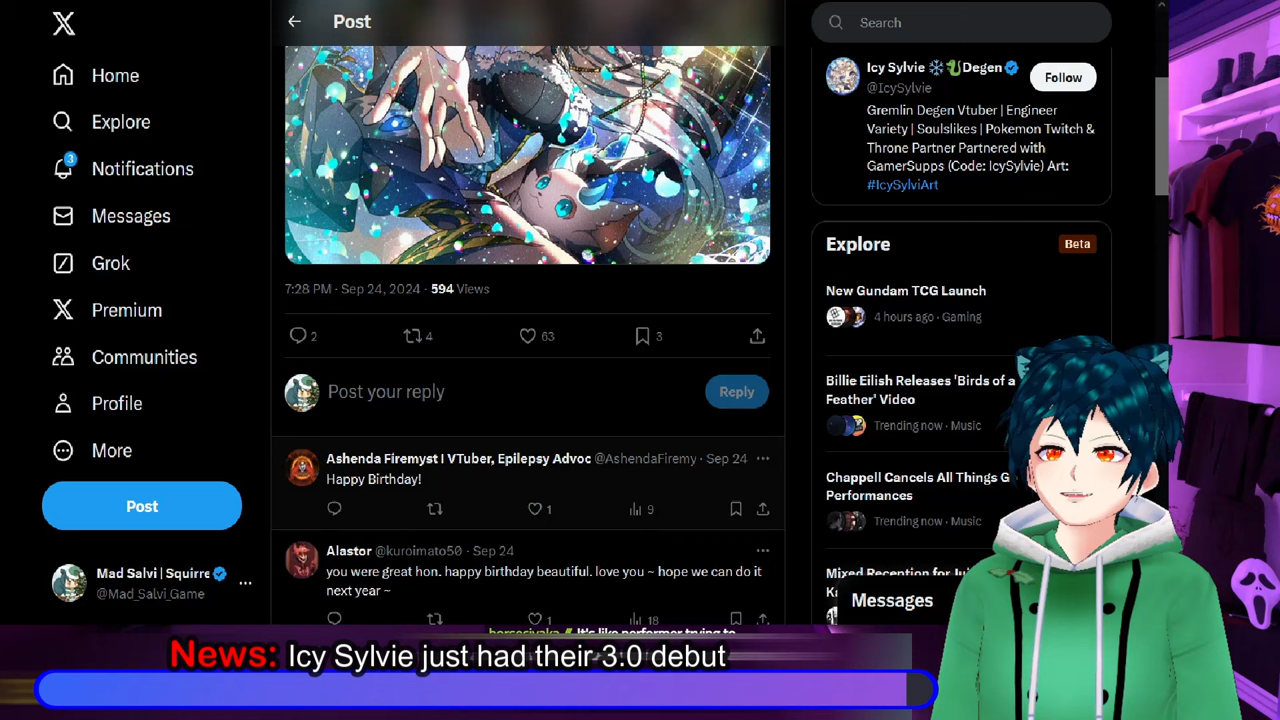 Home
Explore
3
Notifications
Messages
Grok
Premium
Communities
Profile
More
Post
Mad Salvi | Squirre
@Mad_Salvi_Game
Post
7:28 PM · Sep 24, 2024 · 594 Views
2
4
63
3
Post your reply
Reply
Ashenda Firemyst I VTuber, Epilepsy Advoc @AshendaFiremy · Sep 24
Happy Birthday!
1
9
Alastor @kuroimato50 · Sep 24
you were great hon. happy birthday beautiful. love you ~ hope we can do it
next year ~
1
18
Search
Icy Sylvie ❄️🐉Degen
@IcySylvie
Follow
Gremlin Degen Vtuber | Engineer
Variety | Soulslikes | Pokemon Twitch &
Throne Partner Partnered with
GamerSupps (Code: IcySylvie) Art:
#IcySylviArt
Explore
Beta
New Gundam TCG Launch
4 hours ago · Gaming
Billie Eilish Releases 'Birds of a
Feather' Video
Trending now · Music
Chappell Cancels All Things G
Performances
Trending now · Music
Mixed Reception for
Messages
It's like performer trying to
News: Icy Sylvie just had their 3.0 debut